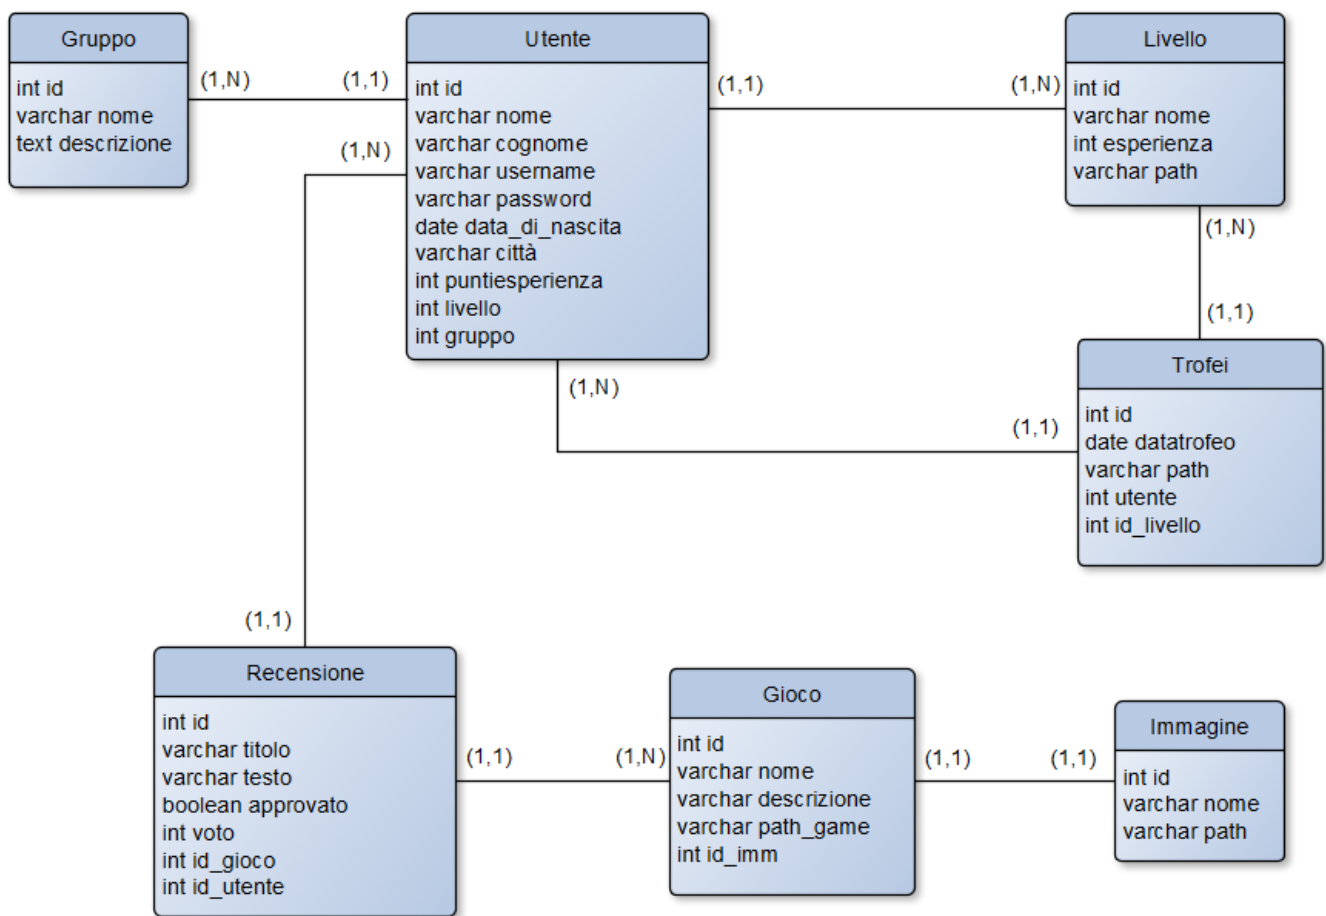 Gruppo
int id
varchar nome
text descrizione
(1,N)
(1,1)
Utente
int id
varchar nome
varchar cognome
varchar username
varchar password
date data_di_nascita
varchar città
int puntiesperienza
int livello
int gruppo
(1,N)
(1,1)
(1,N)
Livello
int id
varchar nome
int esperienza
varchar path
(1,N)
(1,1)
Trofei
int id
date datatrofeo
varchar path
int utente
int id_livello
(1,N)
(1,1)
(1,1)
Recensione
int id
varchar titolo
varchar testo
boolean approvato
int voto
int id_gioco
int id_utente
(1,1)
(1,N)
Gioco
int id
varchar nome
varchar descrizione
varchar path_game
int id_imm
(1,1)
(1,1)
Immagine
int id
varchar nome
varchar path